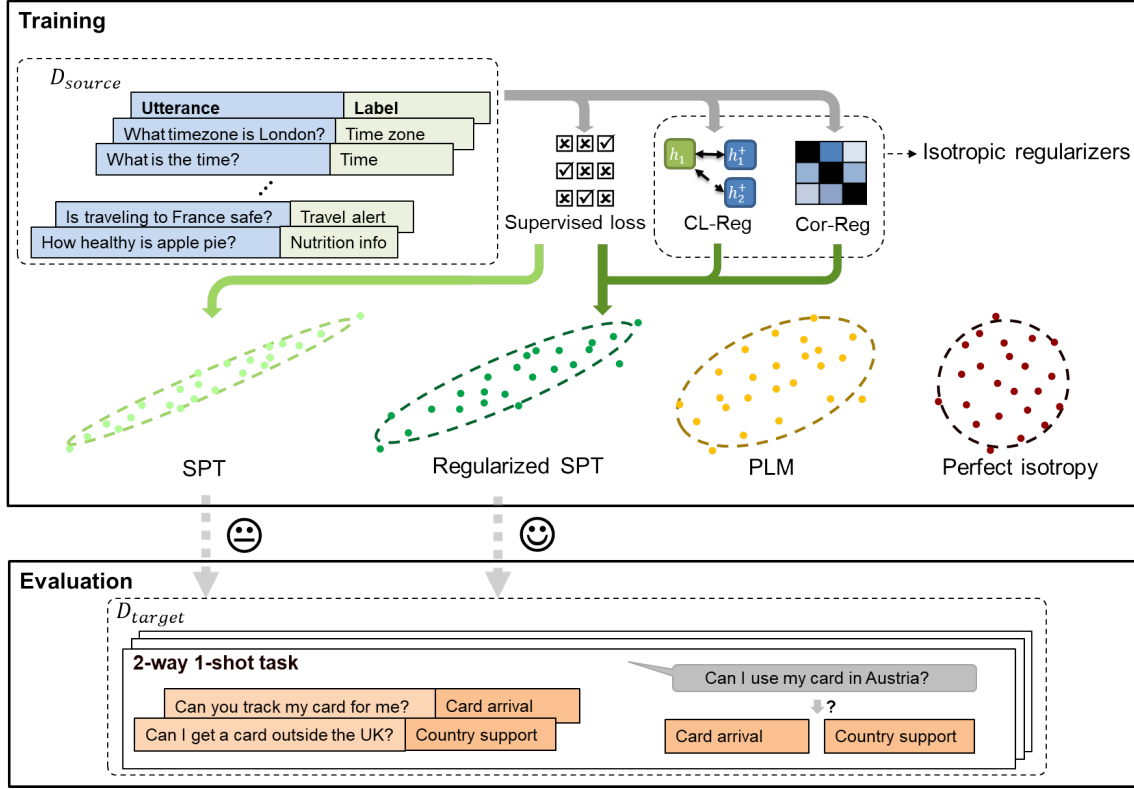 Training
D_source
Utterance Label
What timezone is London? Time zone
What is the time? Time
...
Is traveling to France safe? Travel alert
How healthy is apple pie? Nutrition info
Supervised loss
h_1 h_1^+
h_2^+
CL-Reg
Cor-Reg
Isotropic regularizers
SPT
Regularized SPT
PLM
Perfect isotropy
Evaluation
D_target
2-way 1-shot task
Can you track my card for me? Card arrival
Can I get a card outside the UK? Country support
Can I use my card in Austria?
?
Card arrival Country support